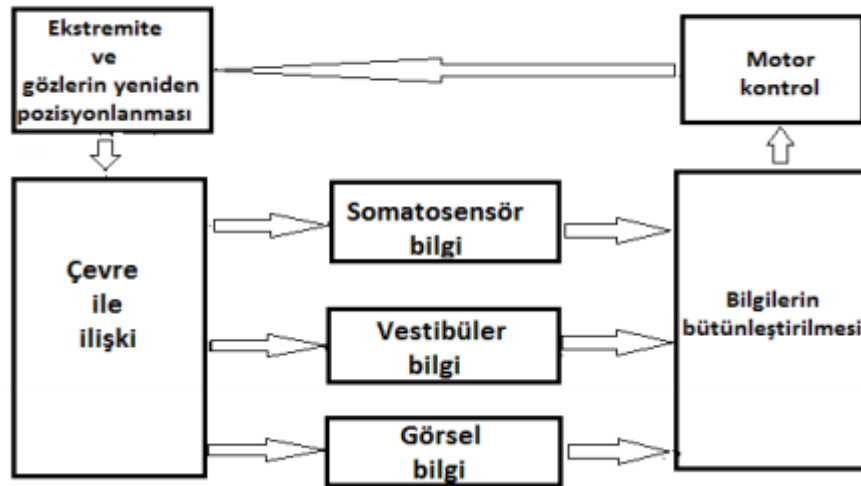 Ekstremite
ve
gözlerin yeniden
pozisyonlanması
Motor
kontrol
Çevre
ile
ilişki
Somatosensör
bilgi
Vestibüler
bilgi
Görsel
bilgi
Bilgilerin
bütünleştirilmesi